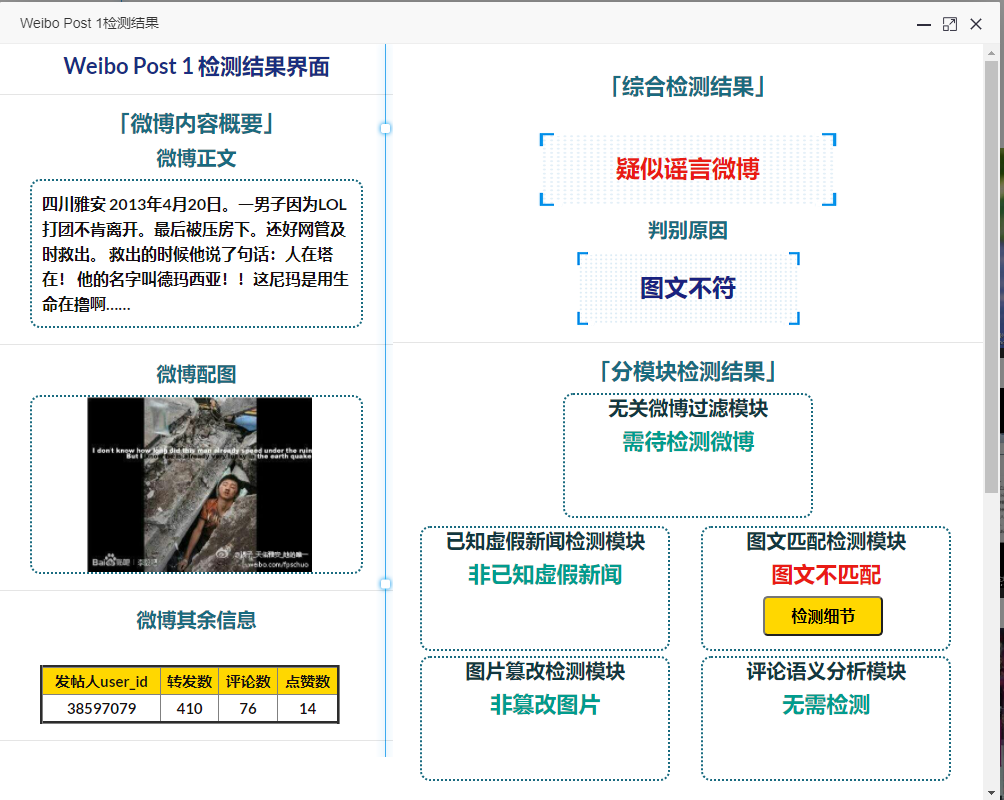 Weibo Post 1检测结果
Weibo Post 1 检测结果界面
「微博内容概要」
微博正文
四川雅安 2013年4月20日。一男子因为LOL
打团不肯离开。最后被压房下。还好网管及
时救出。 救出的时候他说了句话：人在塔
在！ 他的名字叫德玛西亚！！ 这尼玛是用生
命在撸啊......
微博配图
I don't know how long did this man already speed under the ruin
But I know he is already very lucky in the earth quake
Bai
weibo.com/fpschuo
微博其余信息
发帖人user_id 转发数 评论数 点赞数
38597079 410 76 14
「综合检测结果」
疑似谣言微博
判别原因
图文不符
「分模块检测结果」
无关微博过滤模块
需待检测微博
已知虚假新闻检测模块
非已知虚假新闻
图文匹配检测模块
图文不匹配
检测细节
图片篡改检测模块
非篡改图片
评论语义分析模块
无需检测